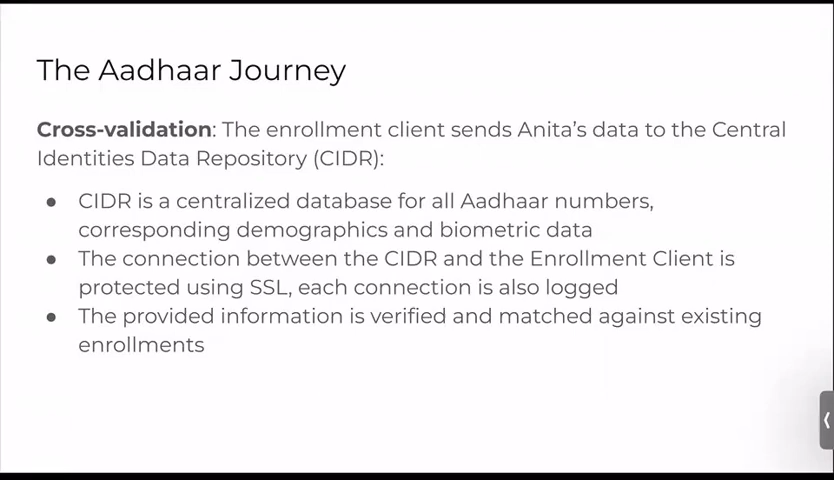 The Aadhaar Journey
Cross-validation: The enrollment client sends Anita’s data to the Central
Identities Data Repository (CIDR):
● CIDR is a centralized database for all Aadhaar numbers,
corresponding demographics and biometric data
● The connection between the CIDR and the Enrollment Client is
protected using SSL, each connection is also logged
● The provided information is verified and matched against existing
enrollments